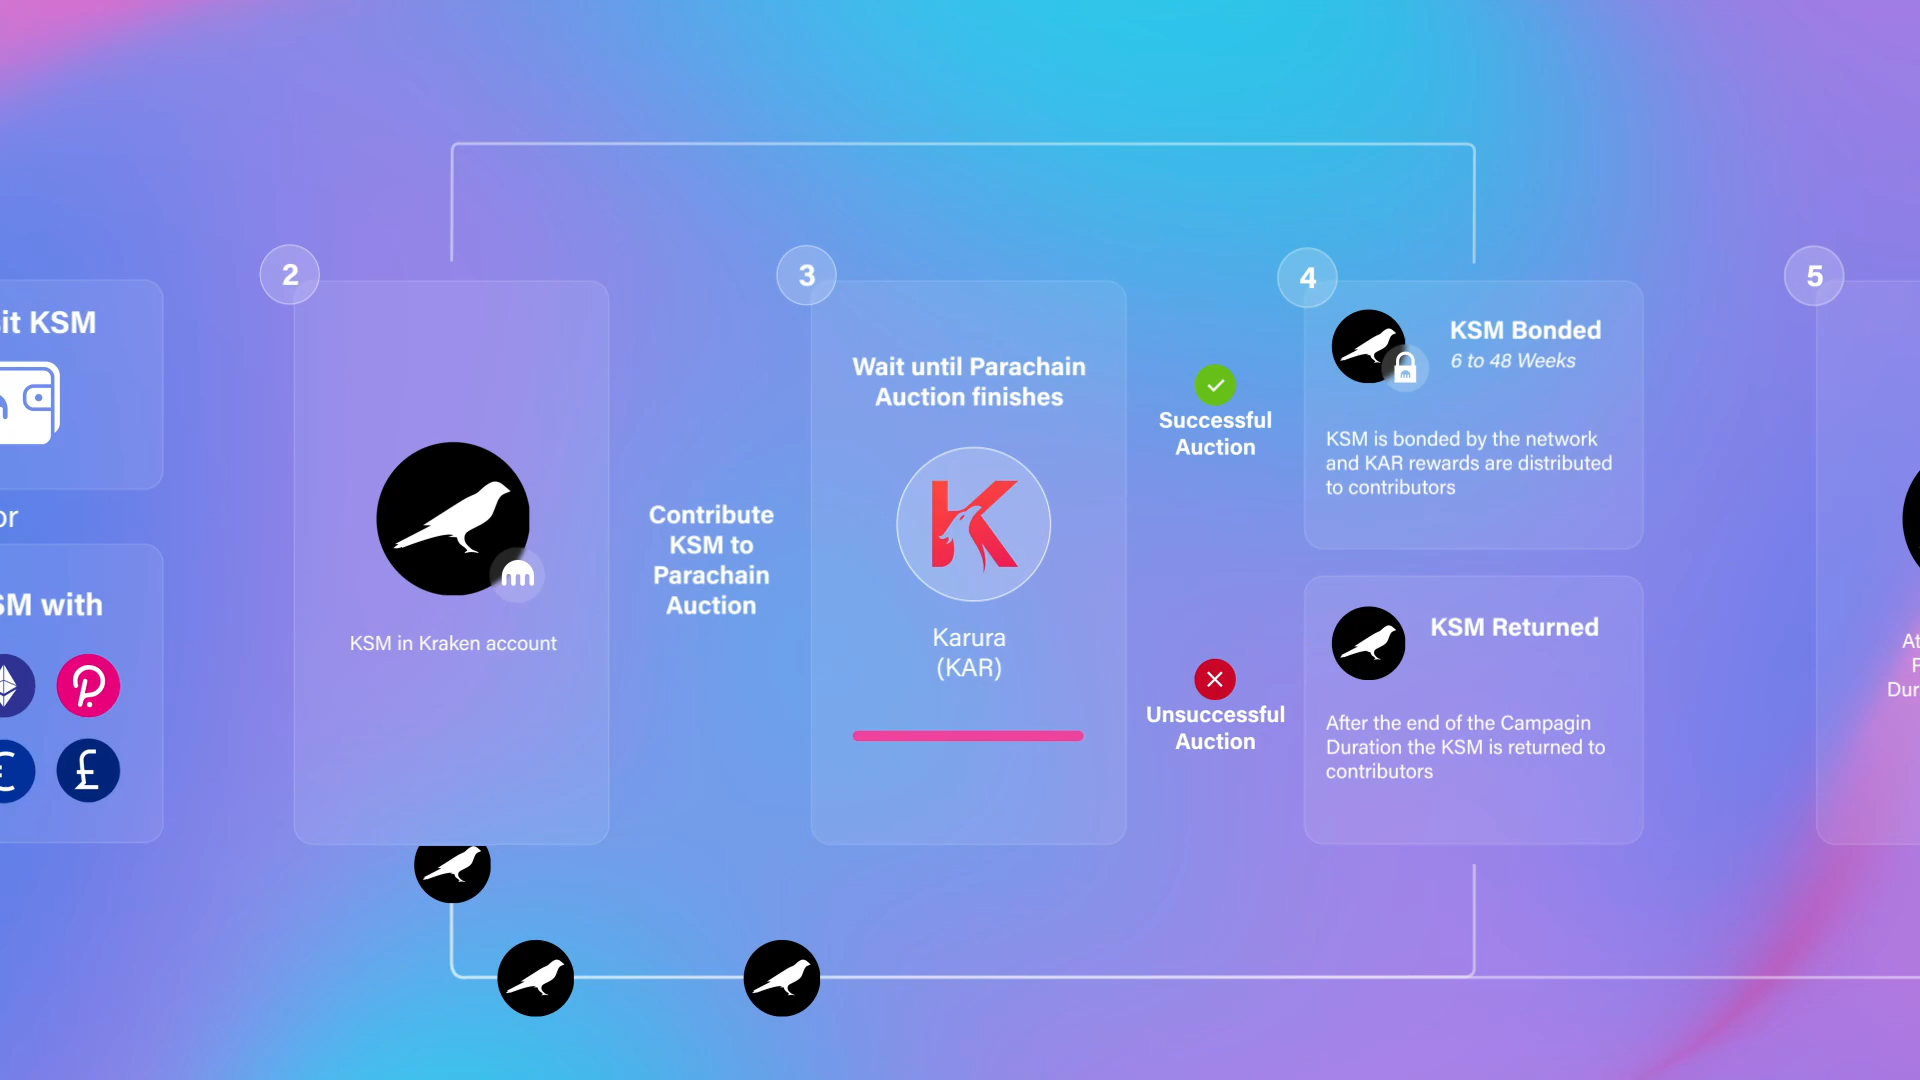 it KSM
or
SM with
2
KSM in Kraken account
Contribute
KSM to
Parachain
Auction
3
Wait until Parachain
Auction finishes
Karura
(KAR)
Successful
Auction
Unsuccessful
Auction
4
KSM Bonded
6 to 48 Weeks
KSM is bonded by the network
and KAR rewards are distributed
to contributors
KSM Returned
After the end of the Campagin
Duration the KSM is returned to
contributors
5
At
P
Dur